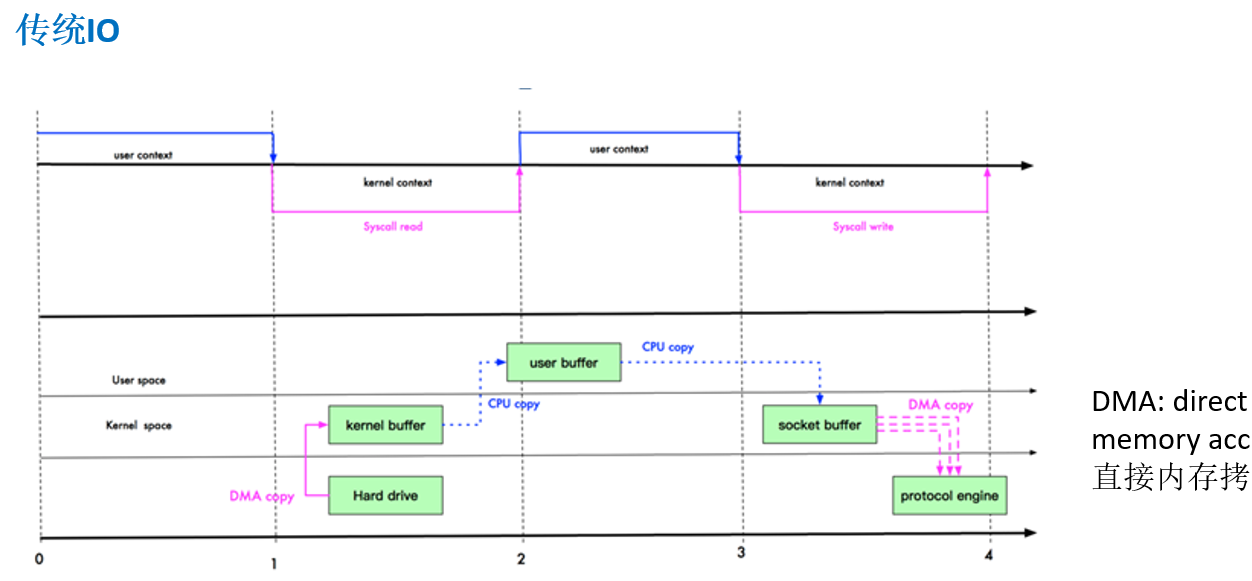 传统IO
user context
user context
kernel context
kernel context
Syscall read
Syscall write
CPU copy
user buffer
User space
CPU copy
DMA copy
Kernel space
kernel buffer
socket buffer
DMA copy
Hard drive
protocol engine
0
1
2
3
4
DMA: direct
memory acc
直接内存拷